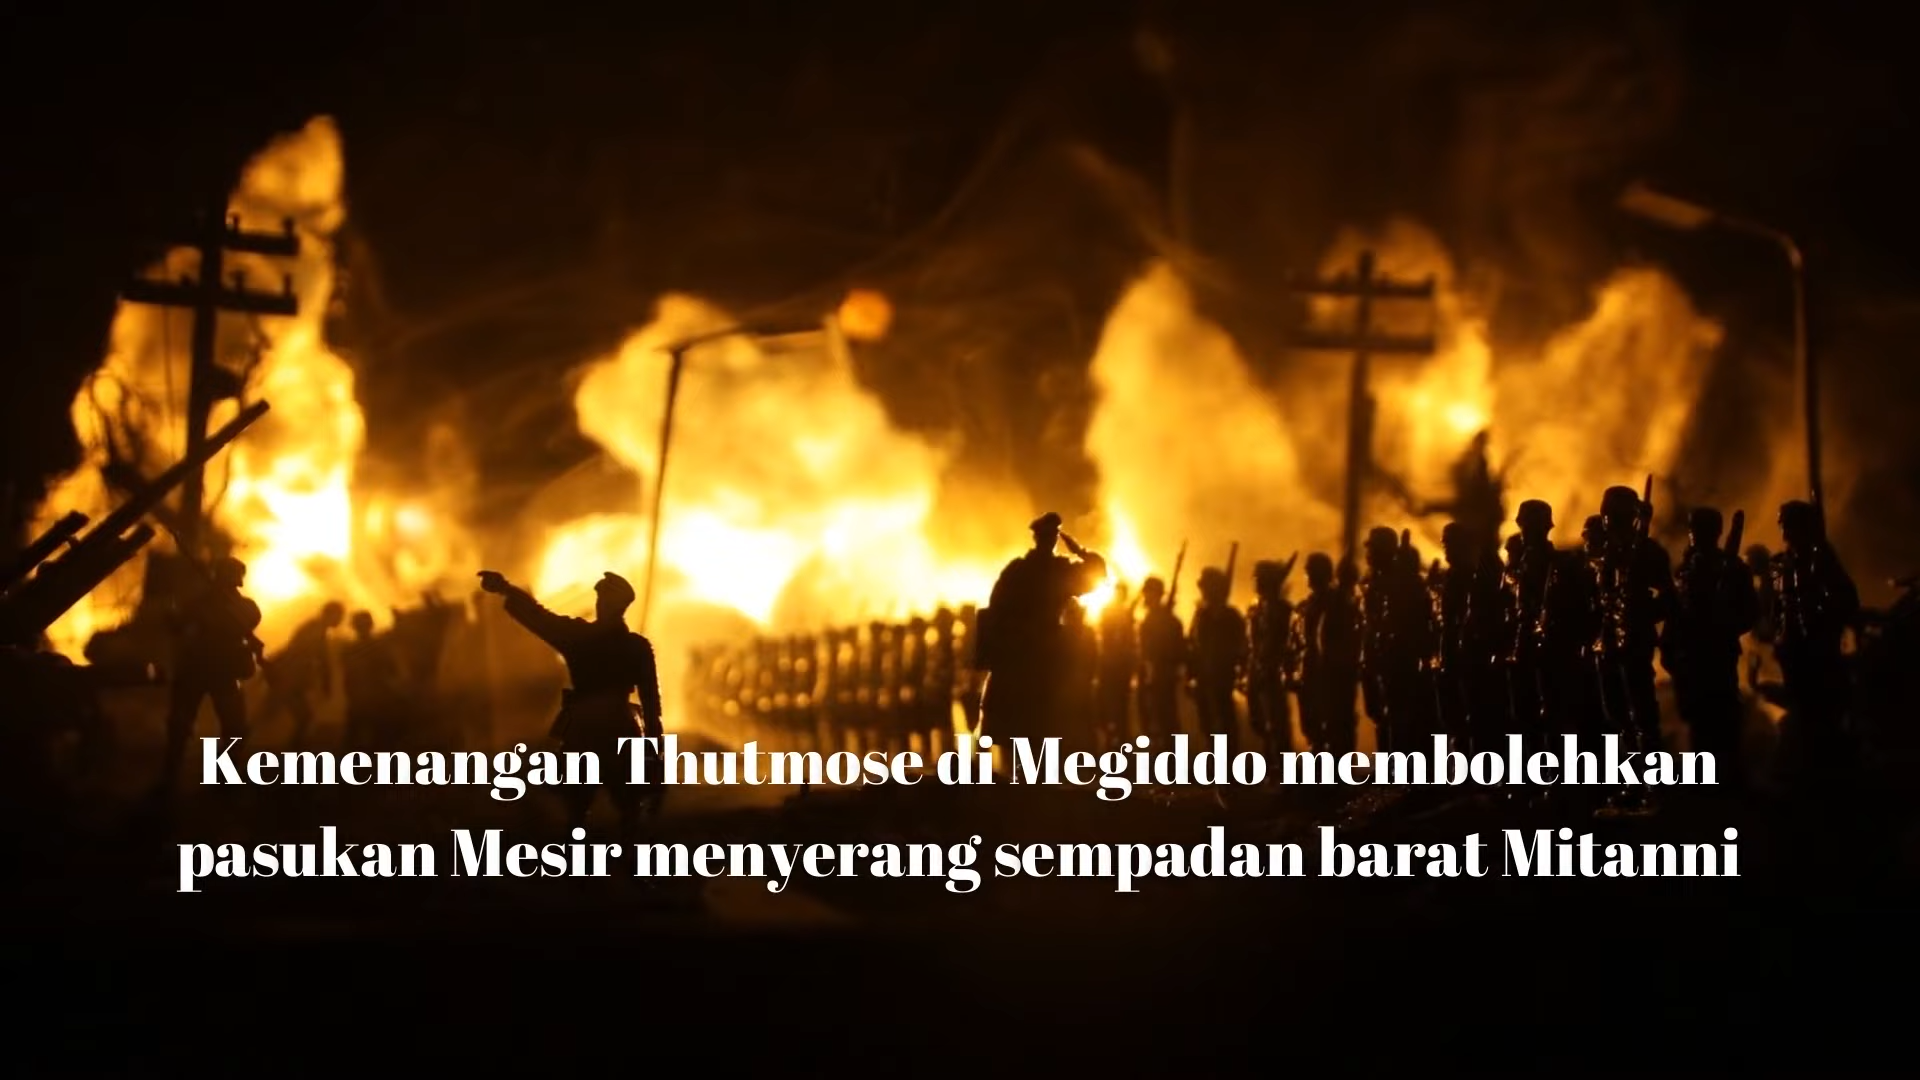 Kemenangan Thutmose di Megiddo membolehkan
pasukan Mesir menyerang sempadan barat Mitanni